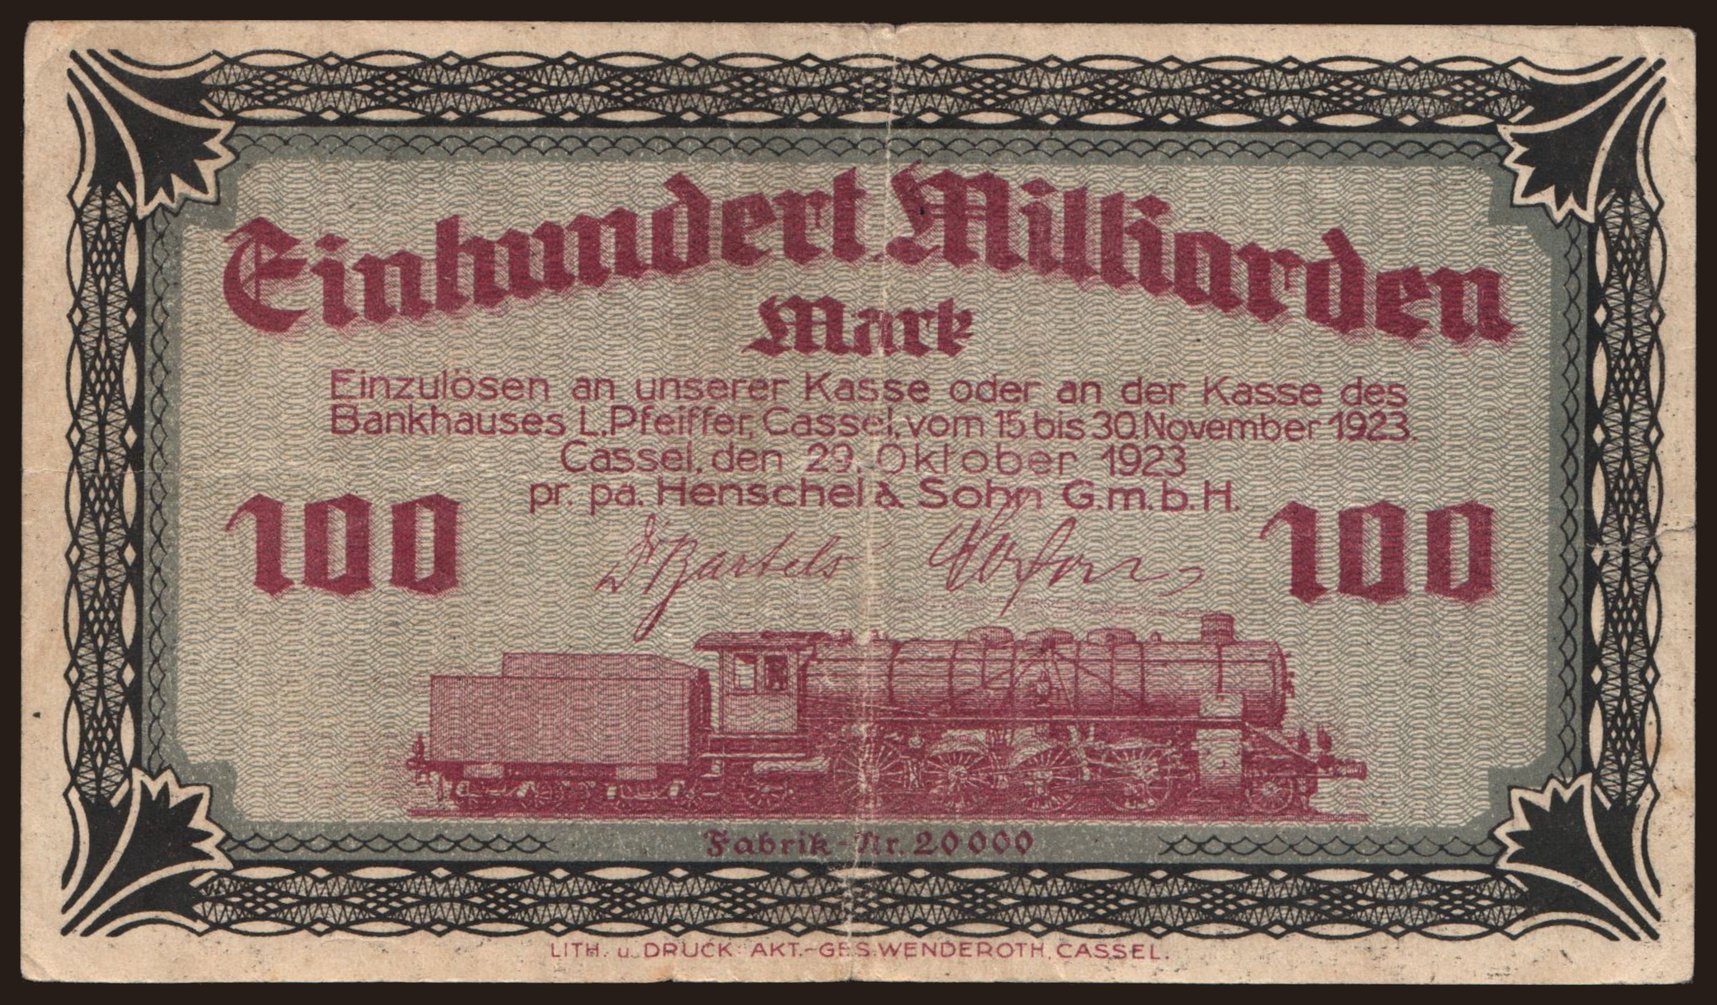 Einhundert Milliarden
Mark
Einzulösen an unserer Kasse oder an der Kasse des
Bankhauses L. Pfeiffer, Cassel, vom 15. bis 30. November 1923.
Cassel, den 29. Oktober 1923
pr. pa. Henschel & Sohn G.m.b.H.
100 100
Dr Bartels
Fabrik-Nr. 20000
LITH. u. DRUCK: AKT.-GES. WENDEROTH, CASSEL.